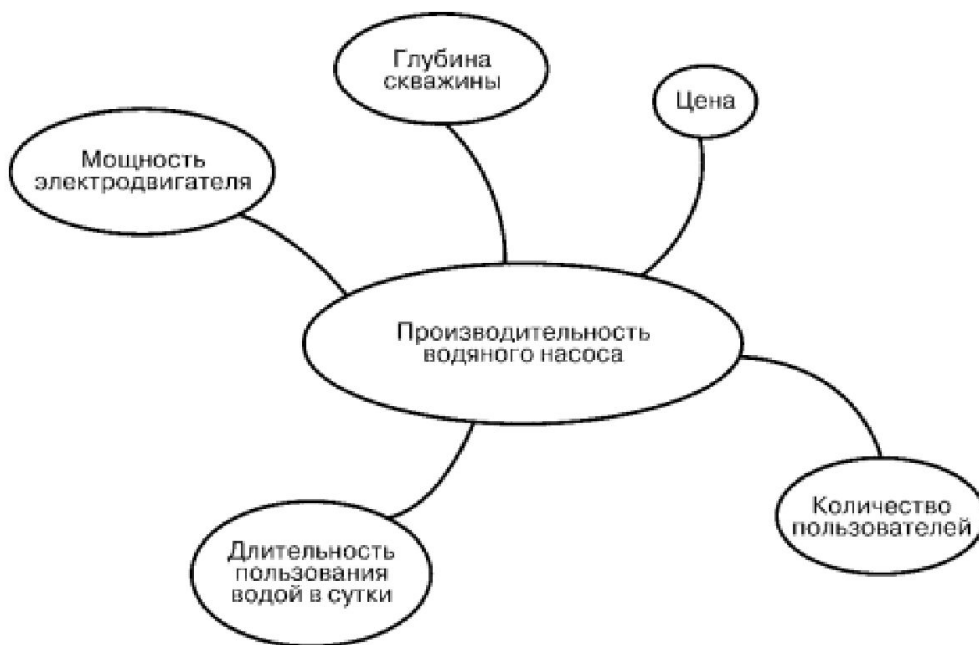 Глубина
скважины
Цена
Мощность
электродвигателя
Производительность
водяного насоса
Количество
пользователей
Длительность
пользования
водой в сутки